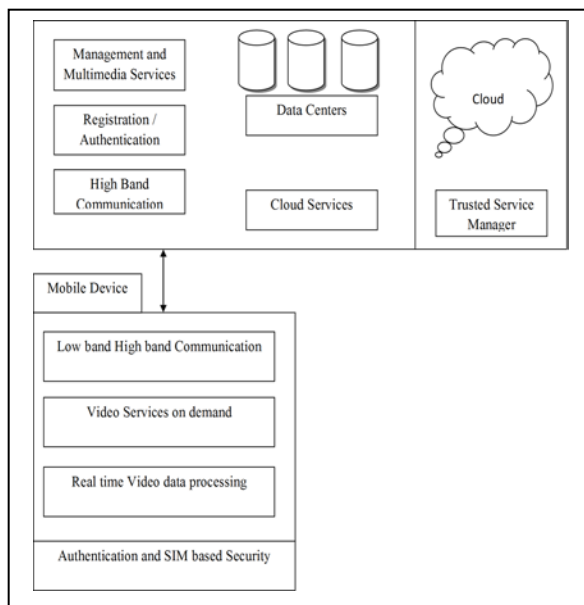 Management and
Multimedia Services
Registration /
Authentication
High Band
Communication
Data Centers
Cloud Services
Cloud
Trusted Service
Manager
Mobile Device
Low band High band Communication
Video Services on demand
Real time Video data processing
Authentication and SIM based Security